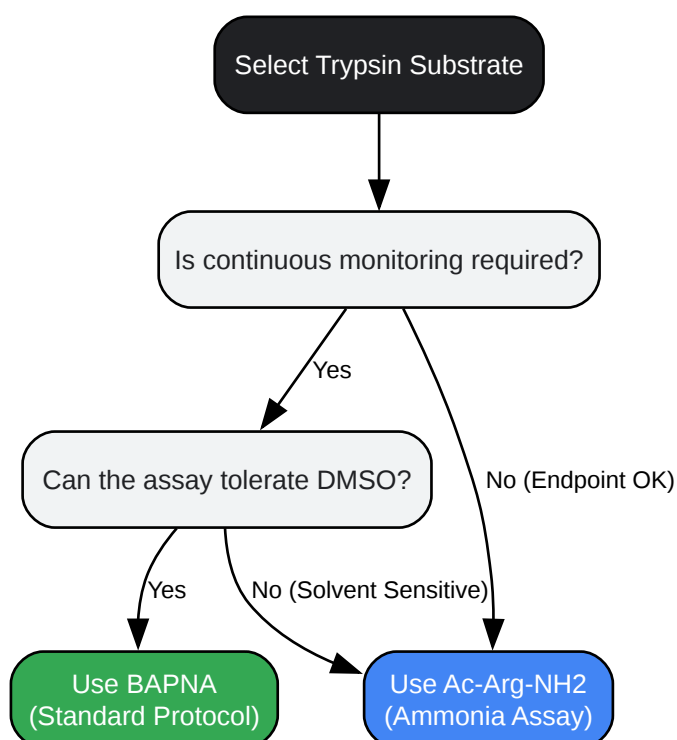 Select Trypsin Substrate
Is continuous monitoring required?
Yes
Can the assay tolerate DMSO?
No (Endpoint OK)
Yes
No (Solvent Sensitive)
Use BAPNA
(Standard Protocol)
Use Ac-Arg-NH2
(Ammonia Assay)